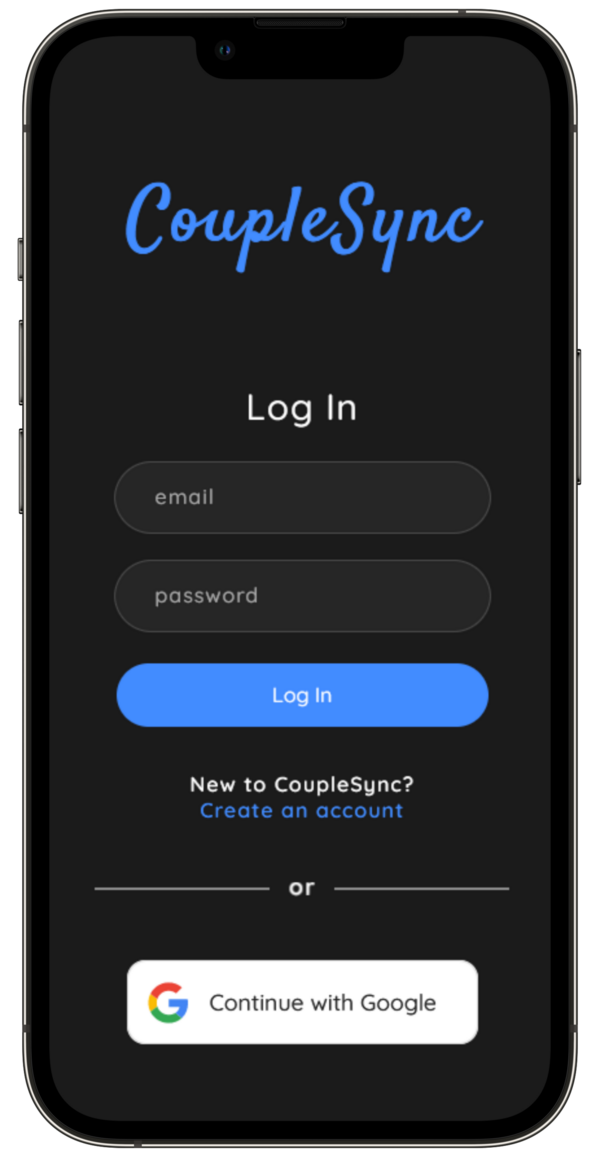 CoupleSync
Log In
email
password
Log In
New to CoupleSync?
Create an account
or
Continue with Google